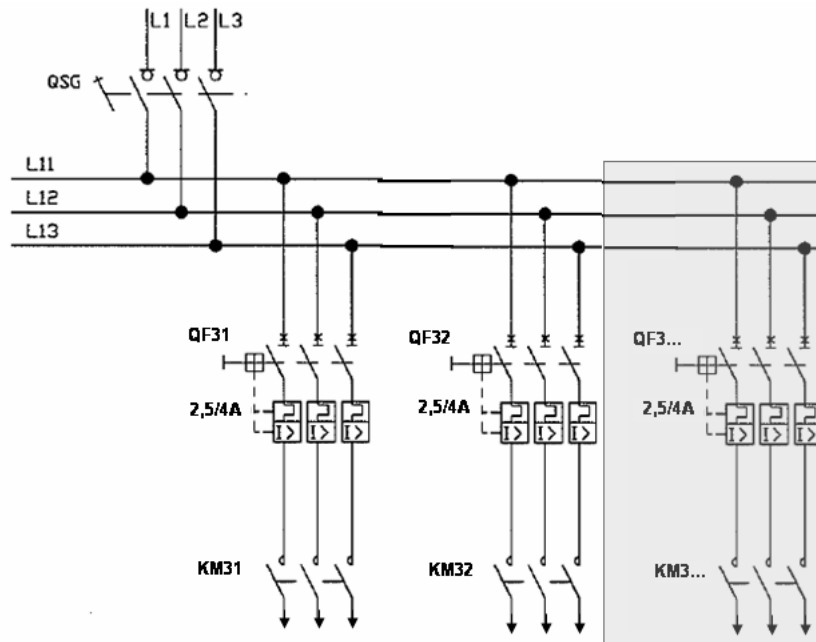 L1 L2 L3
QSG
L11
L12
L13
QF31 QF32 QF3...
2,5/4A 2,5/4A 2,5/4A
I> I> I> I> I> I> I> I> I>
KM31 KM32 KM3...